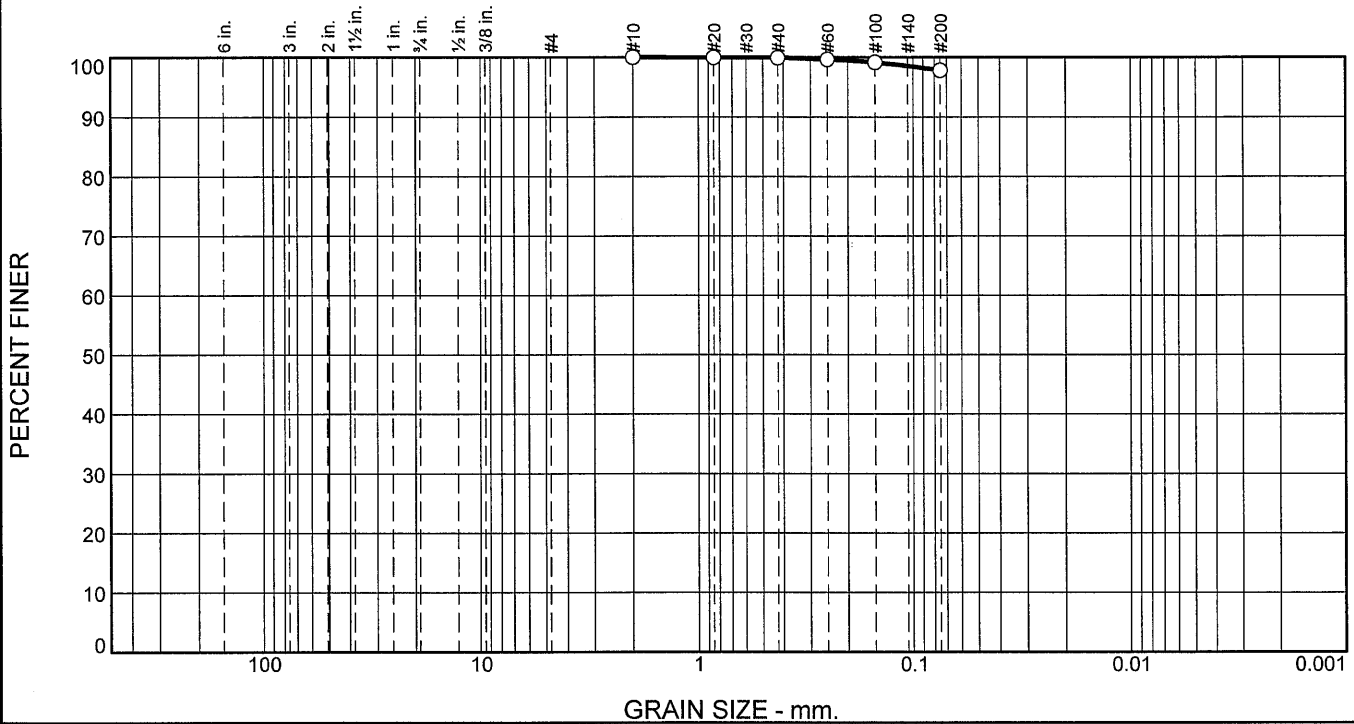 6 in. 3 in. 2 in. 1½ in. 1 in. ¾ in. ½ in. 3/8 in. #4 #10 #20 #30 #40 #60 #100 #140 #200
100
90
80
70
60
50
40
30
20
10
0
PERCENT FINER
100 10 1 0.1 0.01 0.001
GRAIN SIZE - mm.